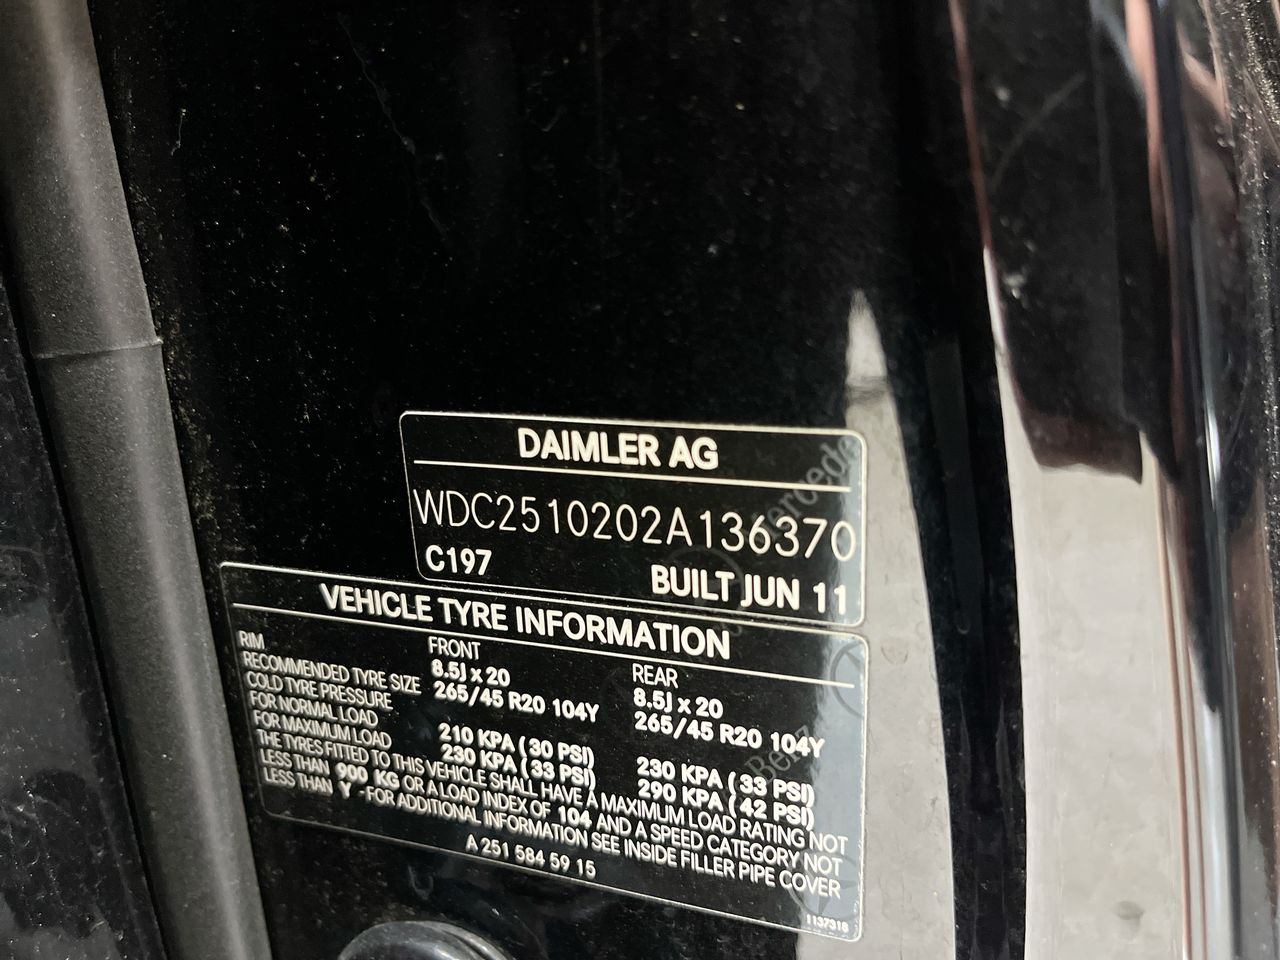 DAIMLER AG
WDC2510202A136370
C197 BUILT JUN 11
VEHICLE TYRE INFORMATION
FRONT REAR
RIM 8.5J x 20 8.5J x 20
RECOMMENDED TYRE SIZE 265/45 R20 104Y 265/45 R20 104Y
COLD TYRE PRESSURE
FOR NORMAL LOAD 210 KPA (30 PSI) 230 KPA (33 PSI)
FOR MAXIMUM LOAD 230 KPA (33 PSI) 290 KPA (42 PSI)
THE TYRES FITTED TO THIS VEHICLE SHALL HAVE A MAXIMUM LOAD RATING NOT
LESS THAN 900 KG OR A LOAD INDEX OF 104 AND A SPEED CATEGORY NOT
LESS THAN Y -FOR ADDITIONAL INFORMATION SEE INSIDE FILLER PIPE COVER
A 251 584 59 15
1137318
Mercedes
Benz